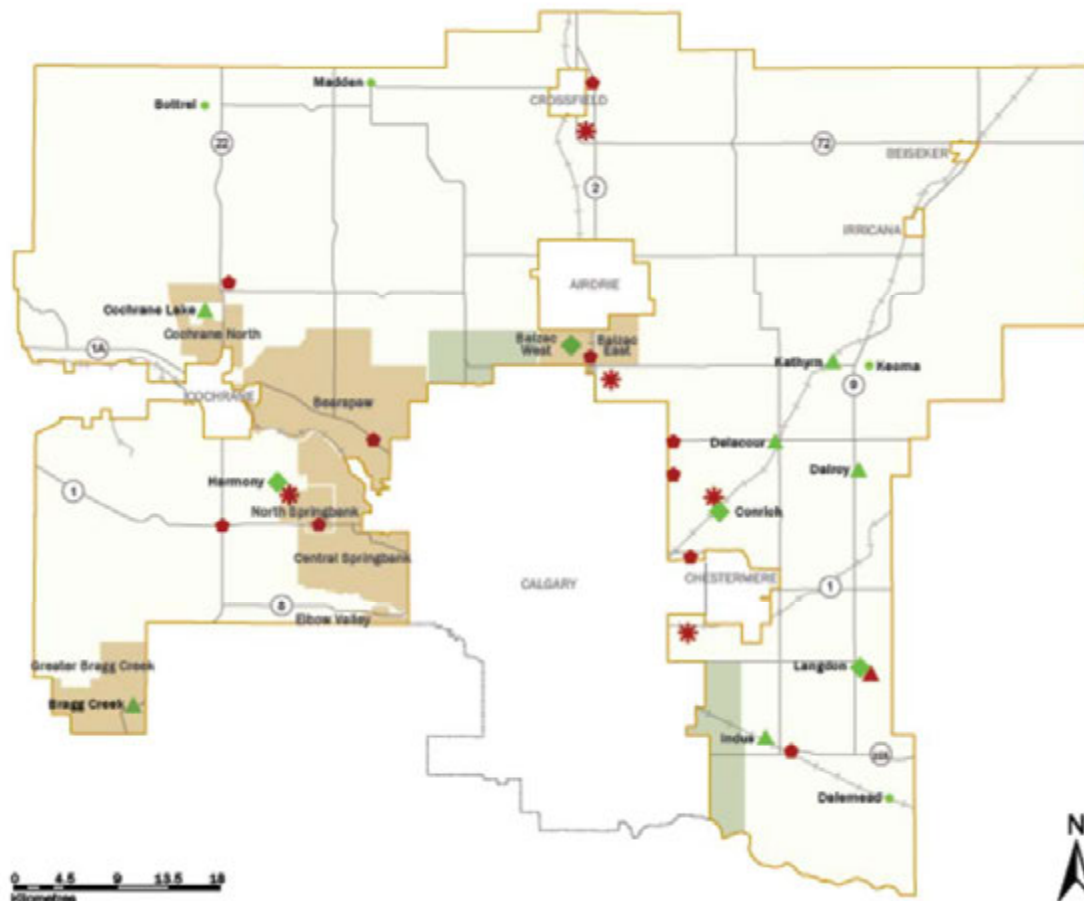 Madden
Bottrel
CROSSFIELD
22
72
BEISEKER
2
IRRICANA
AIRDRIE
Cochrane Lake
Cochrane North
Balzac
West
Balzac
East
1A
Kathyrn
Keoma
9
COCHRANE
Bearspaw
Delacour
Dalroy
Harmony
1
North Springbank
Conrich
Central Springbank
CALGARY
CHESTERMERE
1
8
Elbow Valley
Greater Bragg Creek
Langdon
Bragg Creek
Indus
Dalemead
N
0 4.5 9 13.5 18
Kilometres